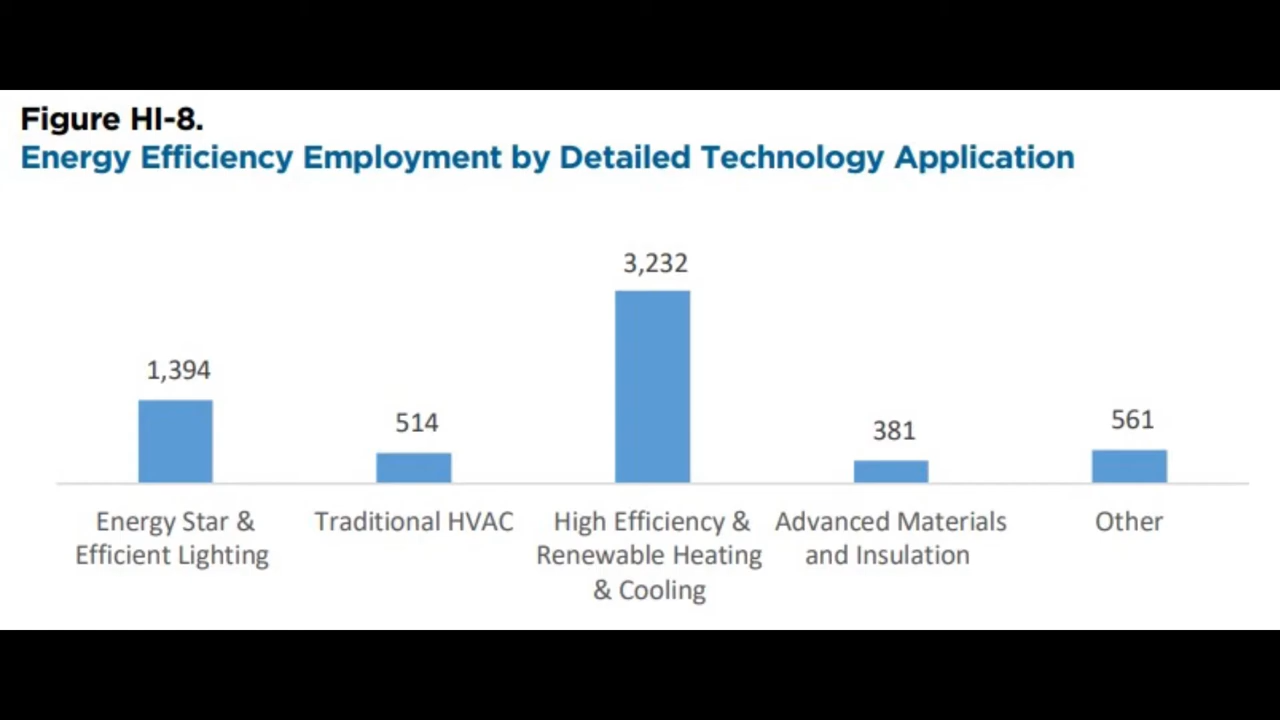 Figure HI-8.
Energy Efficiency Employment by Detailed Technology Application
3,232
1,394
514
381
561
Energy Star &
Efficient Lighting
Traditional HVAC
High Efficiency &
Renewable Heating
& Cooling
Advanced Materials
and Insulation
Other